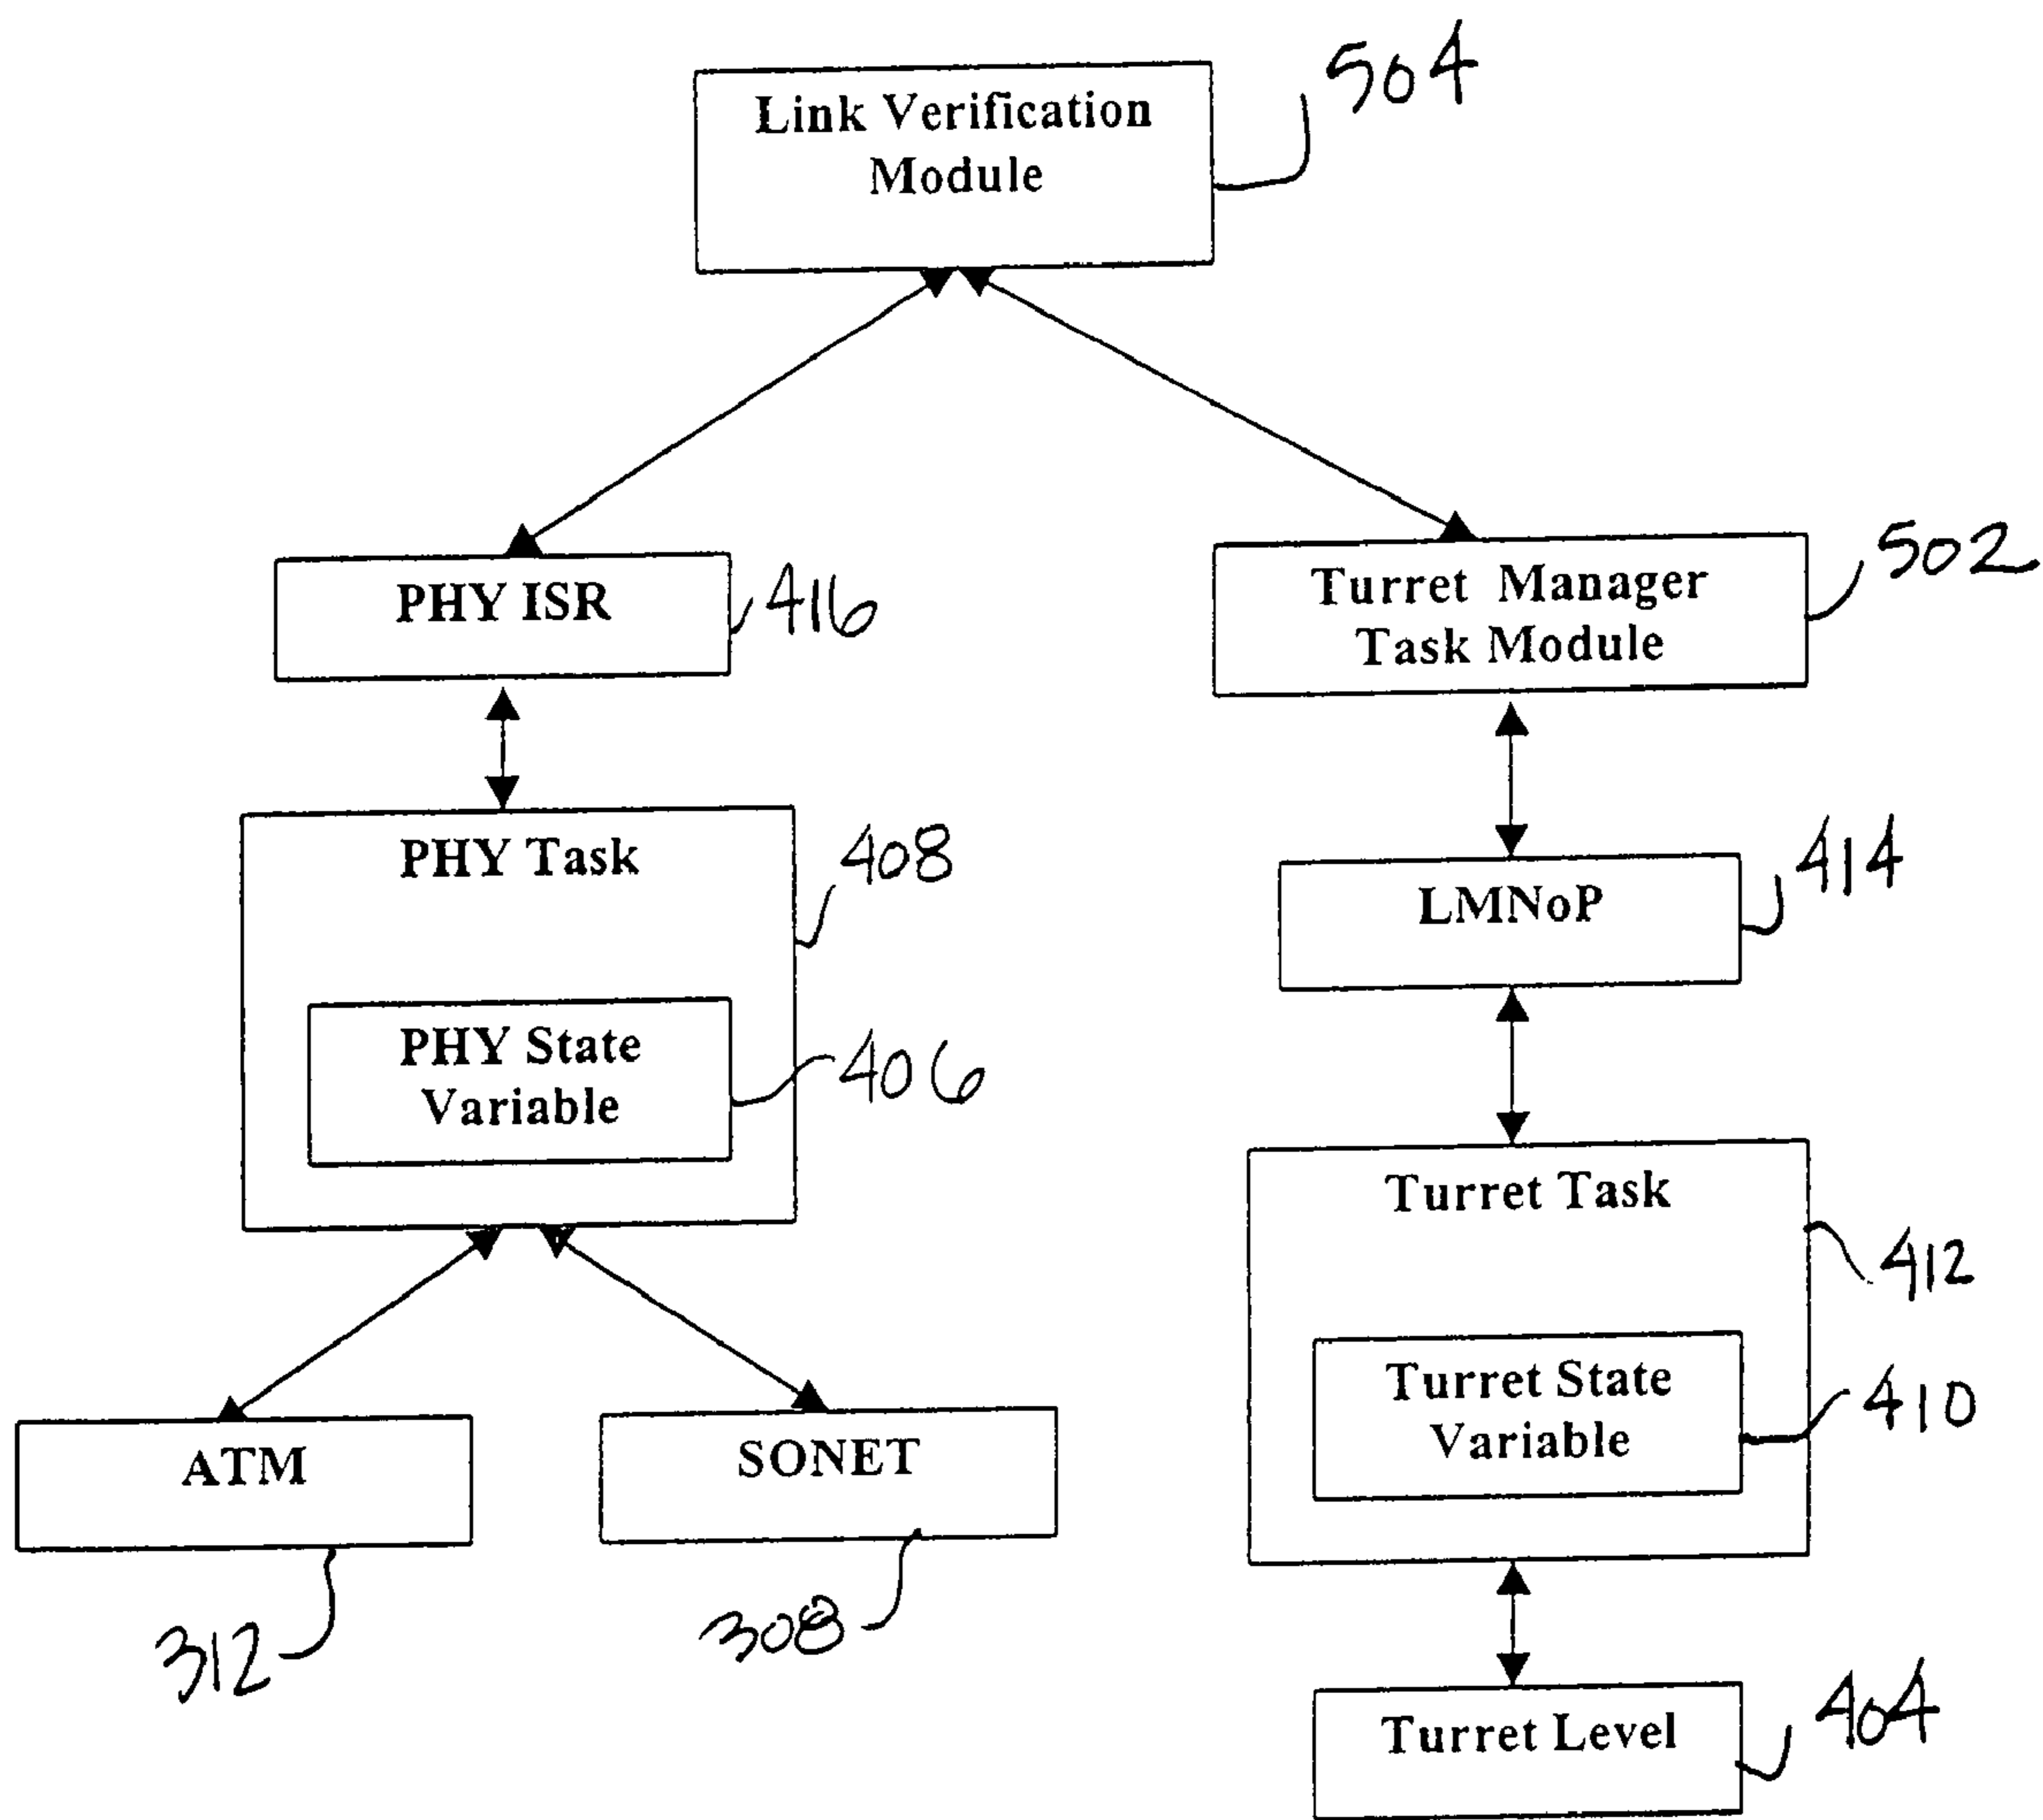 Link Verification
Module
504
PHY ISR
416
Turret Manager
Task Module
502
PHY Task
408
LMNoP
414
PHY State
Variable
406
Turret Task
412
Turret State
Variable
410
ATM
312
SONET
308
Turret Level
404